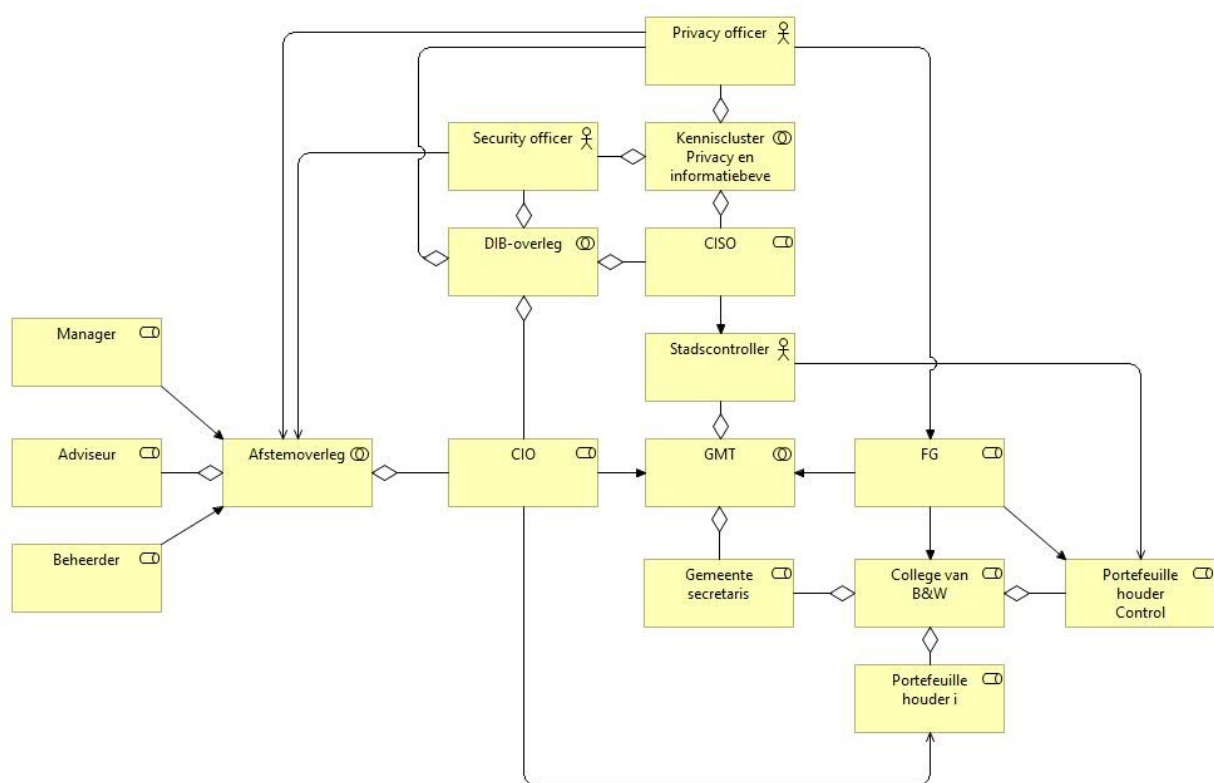 Privacy officer
Security officer
Kenniscluster
Privacy en
informatiebeve
DIB-overleg
CISO
Manager
Stadscontroller
Adviseur
Afstemoverleg
CIO
GMT
FG
Beheerder
Gemeente
secretaris
College van
B&W
Portefeuille
houder
Control
Portefeuille
houder i